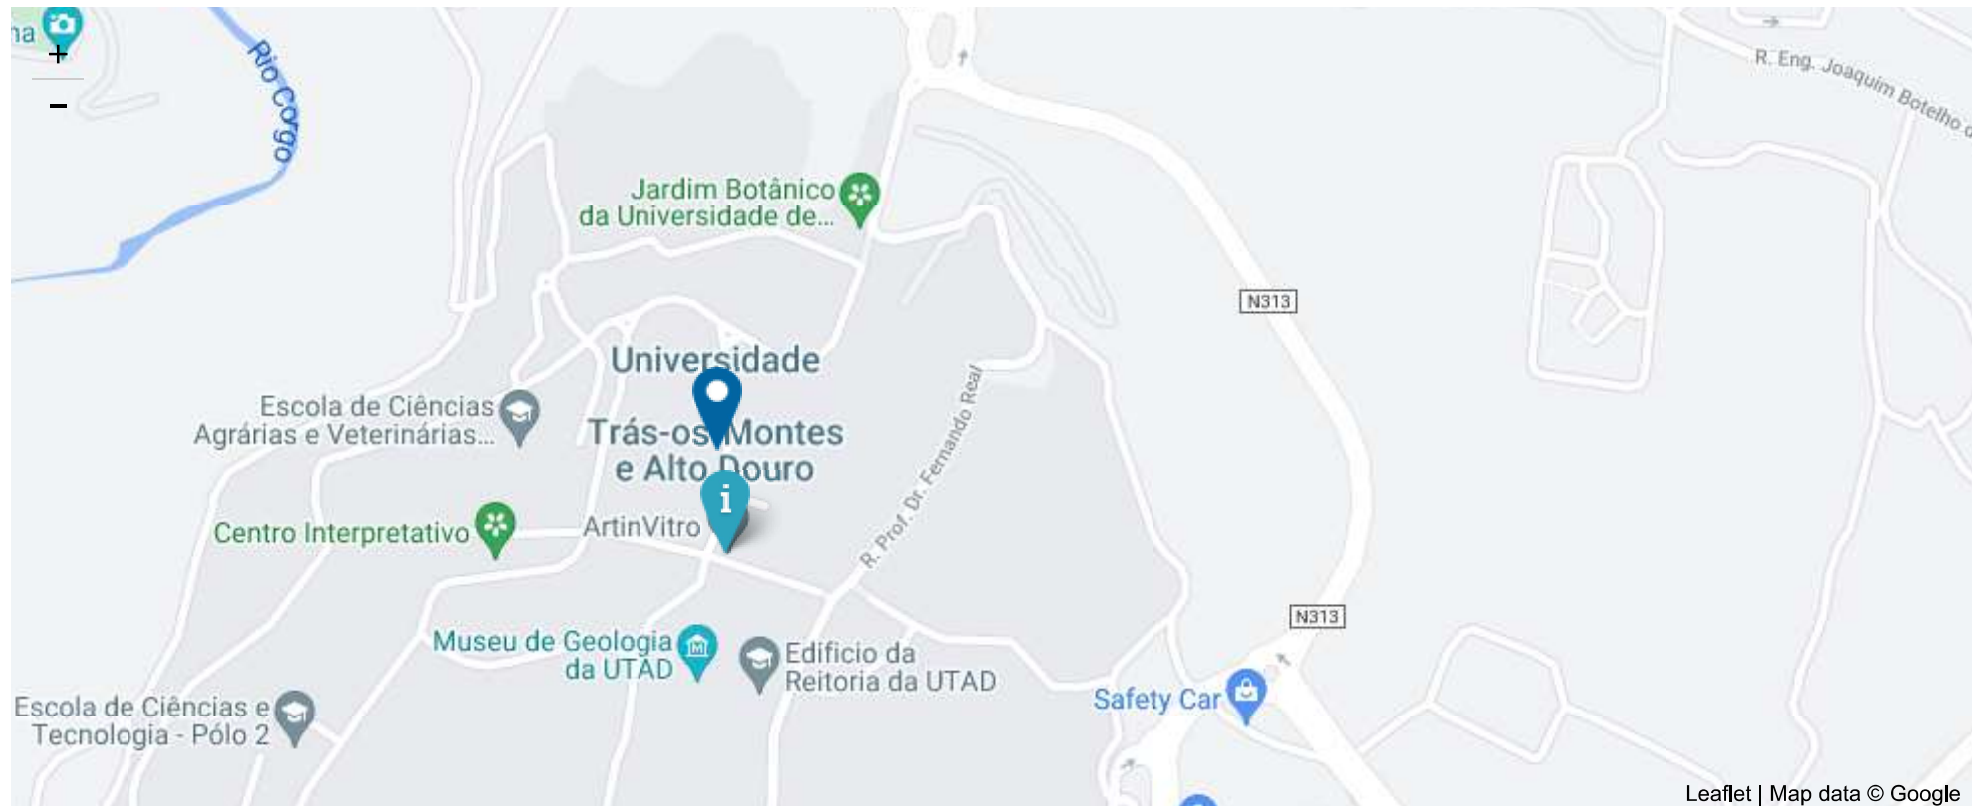 na
+
−
Rio Corgo
R. Eng. Joaquim Botelho d
Jardim Botânico
da Universidade de...
N313
Universidade
Escola de Ciências
Agrárias e Veterinárias...
Trás-os-Montes
e Alto Douro
R. Prof. Dr. Fernando Real
i
Centro Interpretativo
ArtinVitro
N313
Museu de Geologia
da UTAD
M
Edificio da
Reitoria da UTAD
Safety Car
Escola de Ciências e
Tecnologia - Pólo 2
Leaflet | Map data © Google